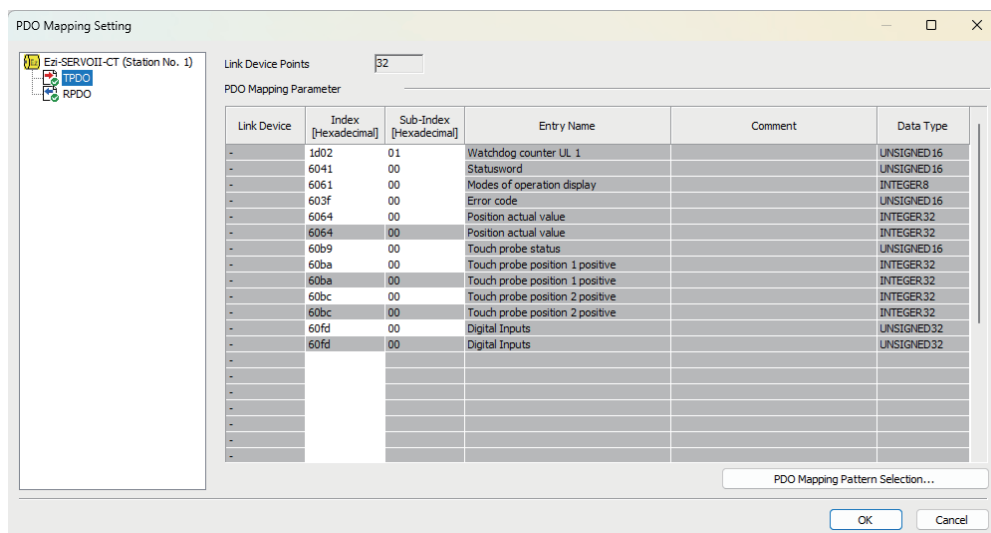 PDO Mapping Setting
Ezi-SERVOII-CT (Station No. 1)
TPDO
RPDO
Link Device Points 32
PDO Mapping Parameter
Link Device Index [Hexadecimal] Sub-Index [Hexadecimal] Entry Name Comment Data Type
- 1d02 01 Watchdog counter UL 1 UNSIGNED16
- 6041 00 Statusword UNSIGNED16
- 6061 00 Modes of operation display INTEGER8
- 603f 00 Error code UNSIGNED16
- 6064 00 Position actual value INTEGER32
- 6064 00 Position actual value INTEGER32
- 60b9 00 Touch probe status UNSIGNED16
- 60ba 00 Touch probe position 1 positive INTEGER32
- 60ba 00 Touch probe position 1 positive INTEGER32
- 60bc 00 Touch probe position 2 positive INTEGER32
- 60bc 00 Touch probe position 2 positive INTEGER32
- 60fd 00 Digital Inputs UNSIGNED32
- 60fd 00 Digital Inputs UNSIGNED32
-
-
-
-
-
-
-
PDO Mapping Pattern Selection...
OK Cancel